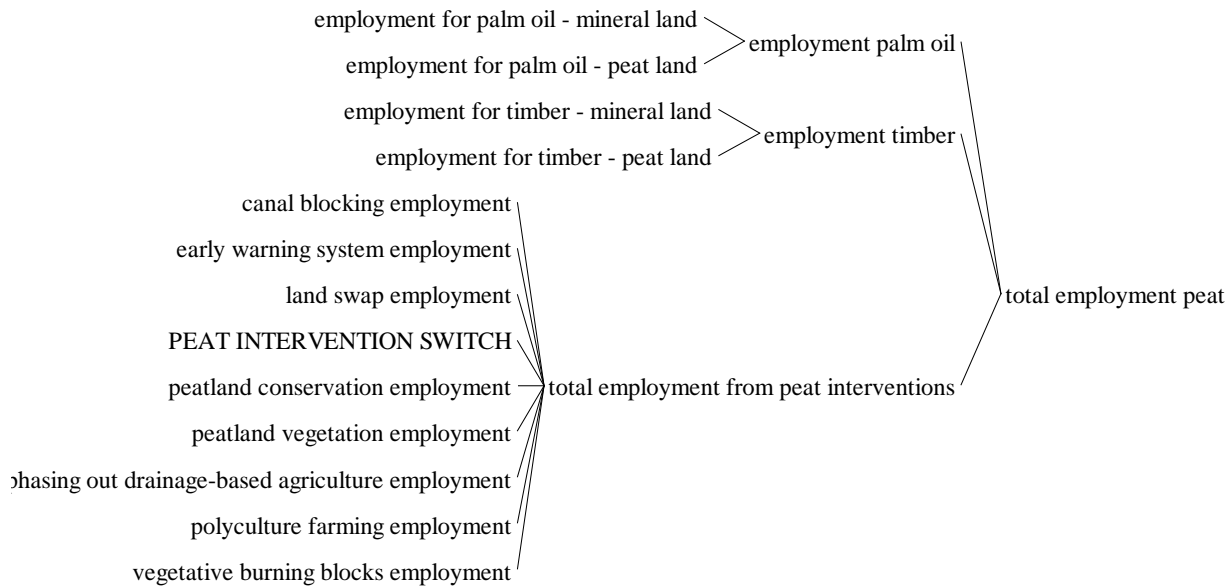 employment for palm oil - mineral land
employment palm oil
employment for palm oil - peat land
employment for timber - mineral land
employment timber
employment for timber - peat land
canal blocking employment
early warning system employment
land swap employment
total employment peat
PEAT INTERVENTION SWITCH
peatland conservation employment
total employment from peat interventions
peatland vegetation employment
phasing out drainage-based agriculture employment
polyculture farming employment
vegetative burning blocks employment